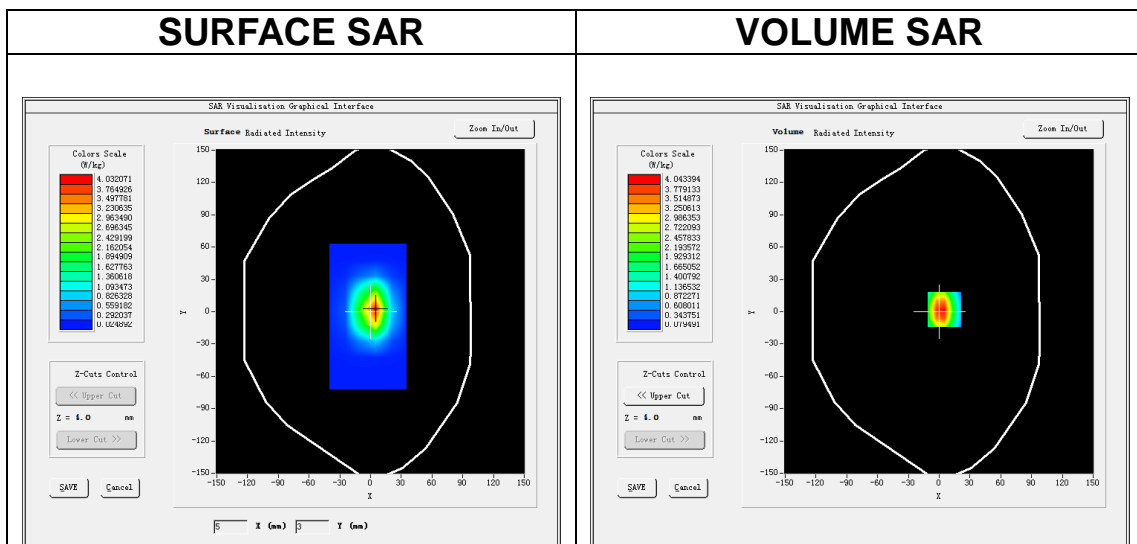 SURFACE SAR
SAR Visualisation Graphical Interface
Surface Radiated Intensity
Zoom In/Out
Colors Scale
(W/kg)
4.032071
3.764926
3.497781
3.230635
2.963490
2.696345
2.429199
2.162054
1.894909
1.627763
1.360618
1.093473
0.826328
0.559182
0.292037
0.024892
Z-Cuts Control
<< Upper Cut
Z = 4.0 mm
Lower Cut >>
SAVE
Cancel
150
120
90
60
30
0
-30
-60
-90
-120
-150
Y
-150 -120 -90 -60 -30 0 30 60 90 120 150
X
5 X (mm) 3 Y (mm)
VOLUME SAR
SAR Visualisation Graphical Interface
Volume Radiated Intensity
Zoom In/Out
Colors Scale
(W/kg)
4.043394
3.779133
3.514873
3.250613
2.986353
2.722093
2.457833
2.193572
1.929312
1.665052
1.400792
1.136532
0.872271
0.608011
0.343751
0.079491
Z-Cuts Control
<< Upper Cut
Z = 4.0 mm
Lower Cut >>
SAVE
Cancel
150
120
90
60
30
0
-30
-60
-90
-120
-150
Y
-150 -120 -90 -60 -30 0 30 60 90 120 150
X